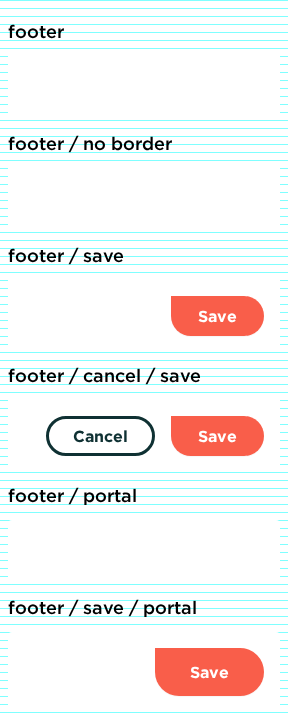 footer
footer / no border
footer / save
Save
footer / cancel / save
Cancel Save
footer / portal
footer / save / portal
Save